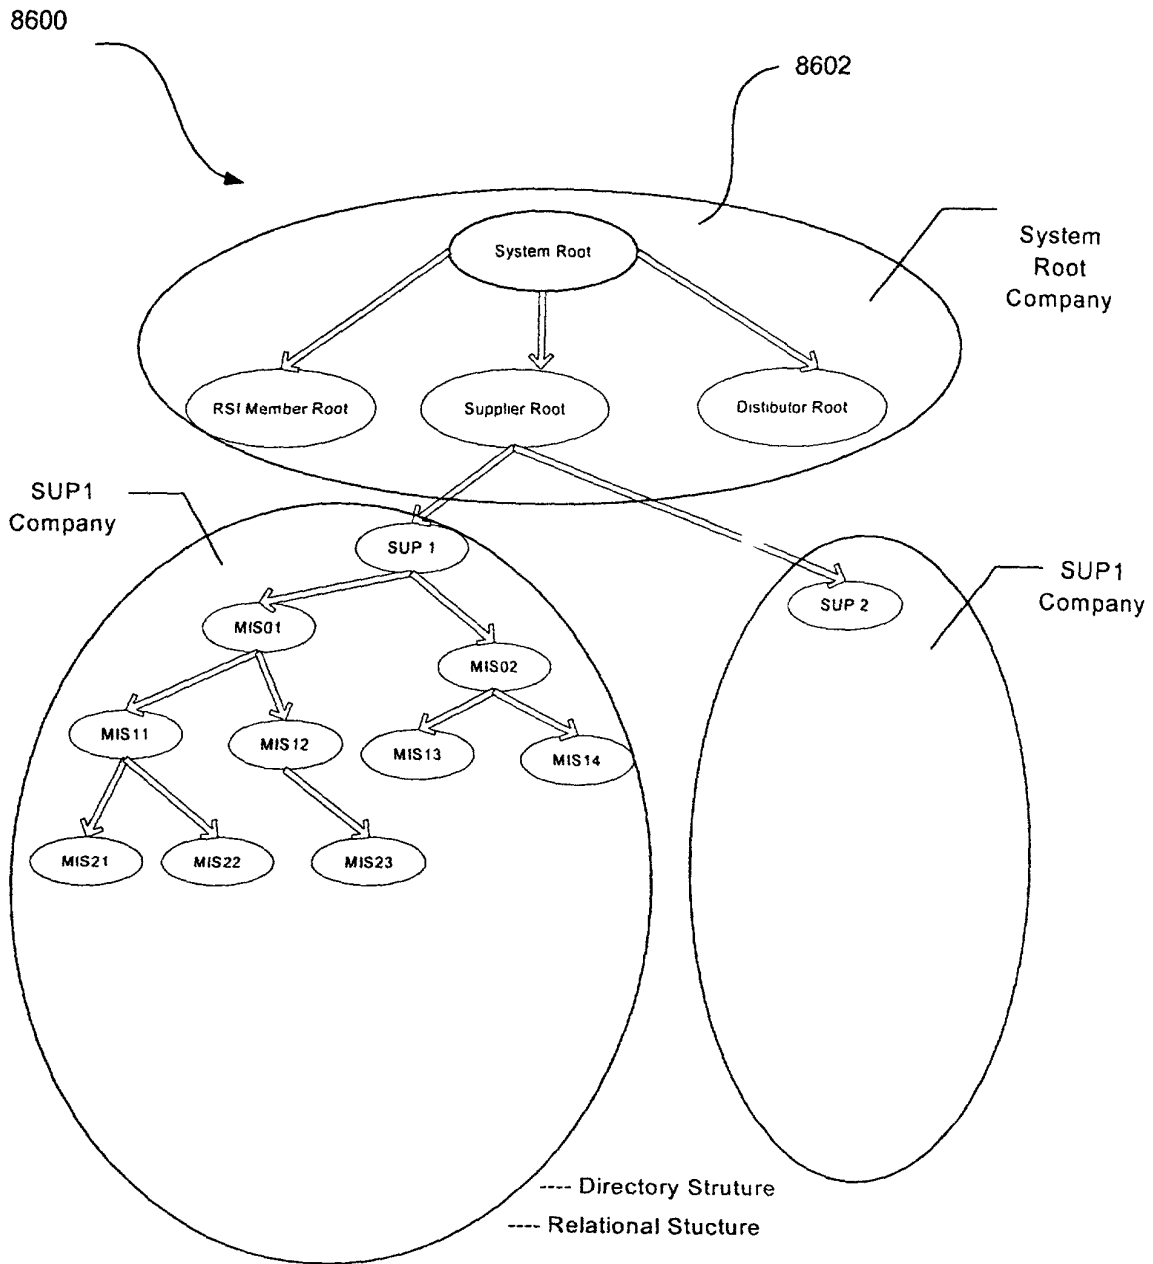 8600
8602
System Root
System
Root
Company
RSI Member Root
Supplier Root
Distibutor Root
SUP1
Company
SUP 1
SUP1
Company
SUP 2
MIS01
MIS02
MIS11
MIS12
MIS13
MIS14
MIS21
MIS22
MIS23
---- Directory Struture
---- Relational Stucture